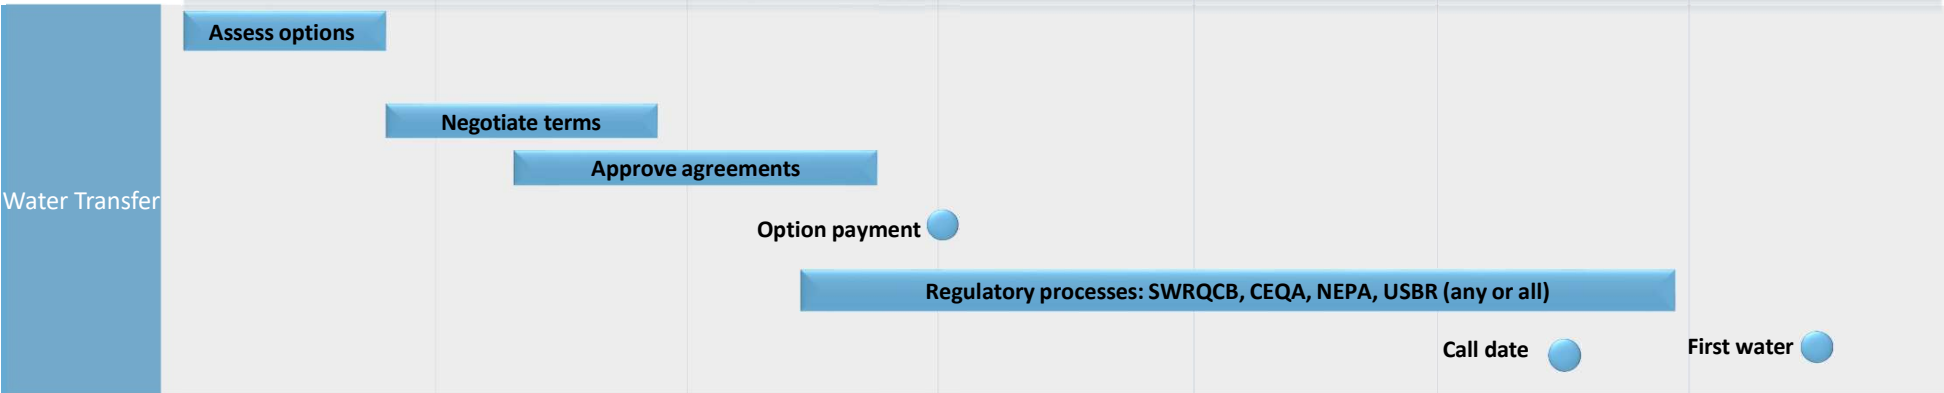 Assess options
Negotiate terms
Approve agreements
Water Transfer
Option payment
Regulatory processes: SWRQCB, CEQA, NEPA, USBR (any or all)
Call date
First water